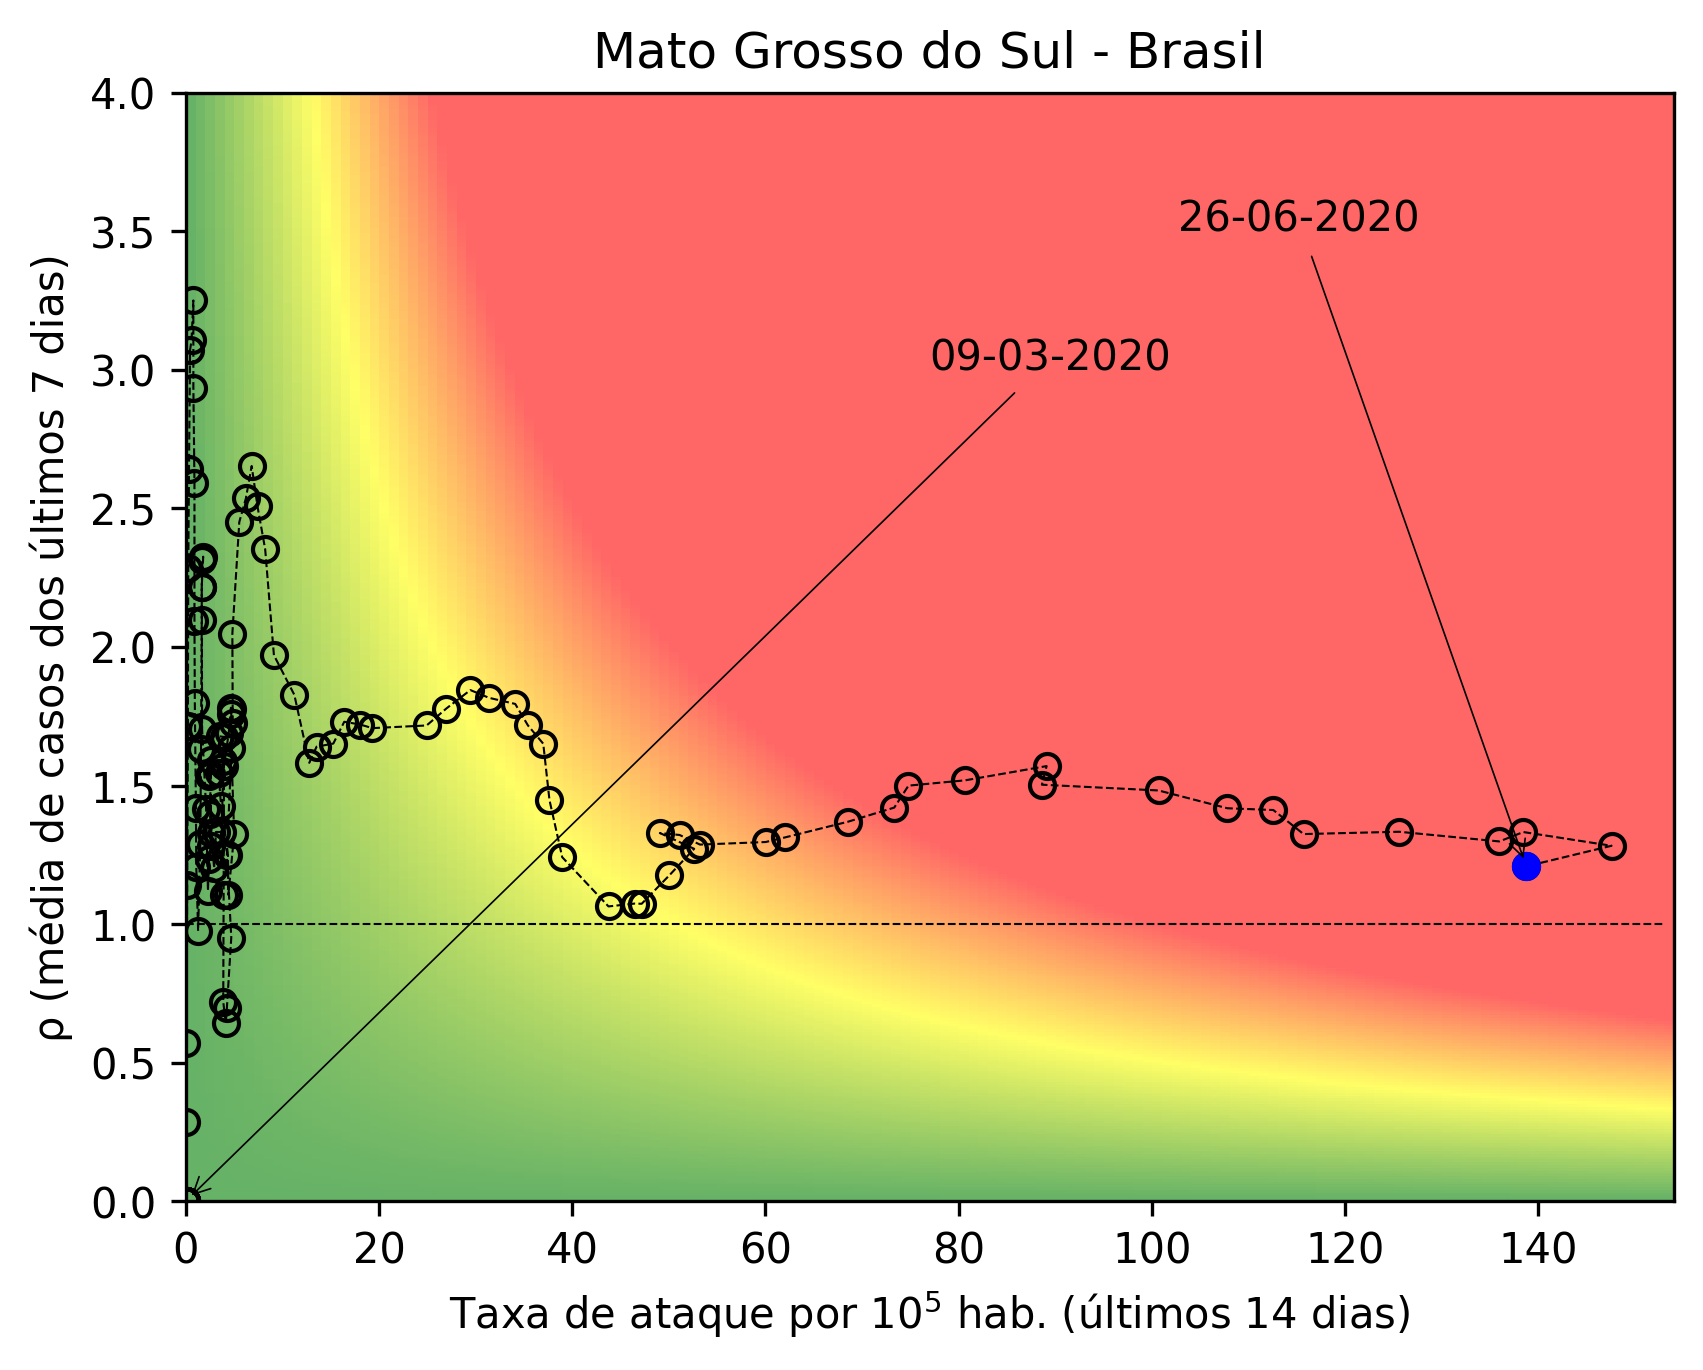 Mato Grosso do Sul - Brasil
4.0
3.5
3.0
2.5
2.0
1.5
1.0
0.5
0.0
ρ (média de casos dos últimos 7 dias)
26-06-2020
09-03-2020
0 20 40 60 80 100 120 140
Taxa de ataque por 10⁵ hab. (últimos 14 dias)